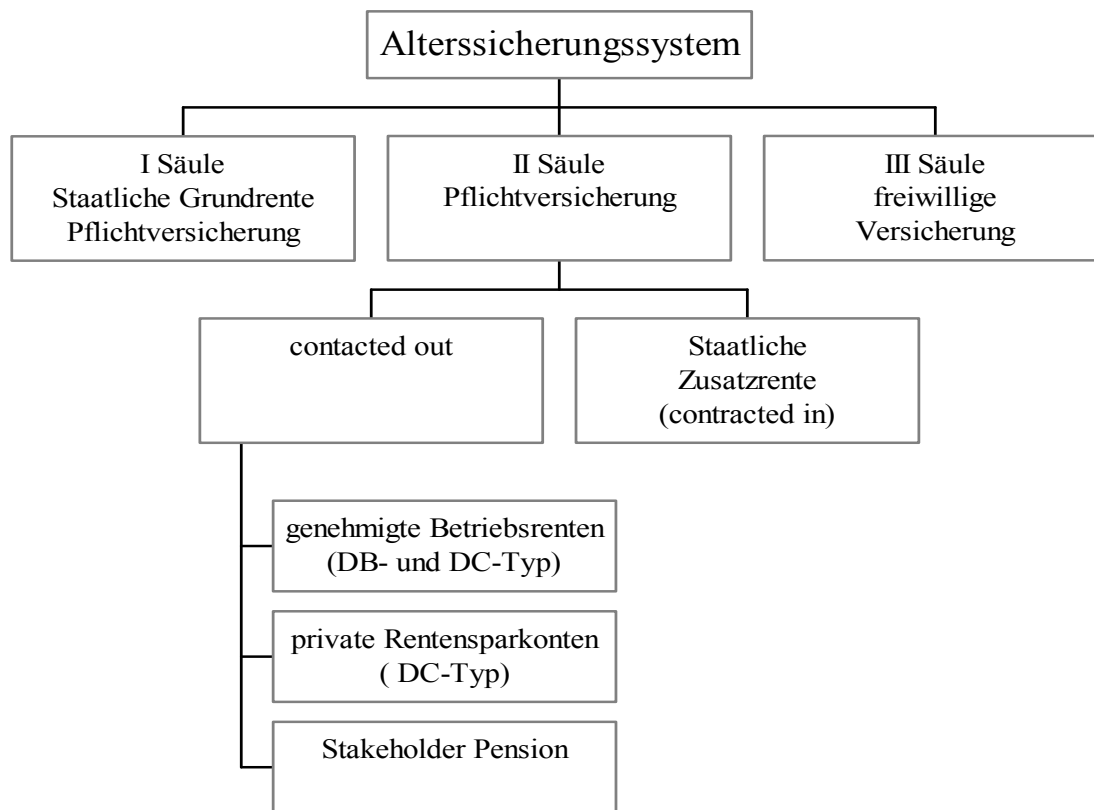 Alterssicherungssystem
I Säule
Staatliche Grundrente
Pflichtversicherung
II Säule
Pflichtversicherung
III Säule
freiwillige
Versicherung
contacted out
Staatliche
Zusatzrente
(contracted in)
genehmigte Betriebsrenten
(DB- und DC-Typ)
private Rentensparkonten
( DC-Typ)
Stakeholder Pension